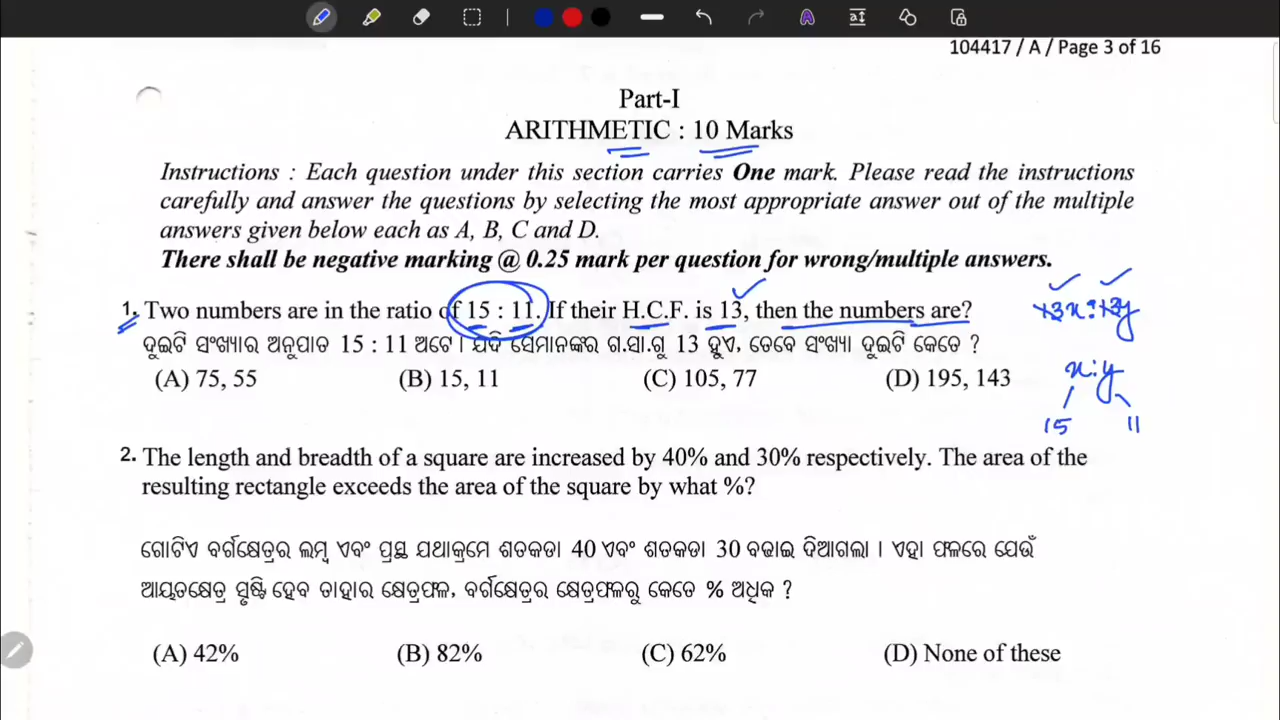 104417 / A / Page 3 of 16
Part-I
ARITHMETIC : 10 Marks
Instructions : Each question under this section carries One mark. Please read the instructions
carefully and answer the questions by selecting the most appropriate answer out of the multiple
answers given below each as A, B, C and D.
There shall be negative marking @ 0.25 mark per question for wrong/multiple answers.
1. Two numbers are in the ratio of 15 : 11. If their H.C.F. is 13, then the numbers are?
13x : 13y
ଦୁଇଟି ସଂଖ୍ୟାର ଅନୁପାତ 15 : 11 ଅଟେ । ଯଦି ସେମାନଙ୍କର ଗ.ସା.ଗୁ 13 ହୁଏ, ତେବେ ସଂଖ୍ୟା ଦୁଇଟି କେତେ ?
(A) 75, 55 (B) 15, 11 (C) 105, 77 (D) 195, 143
x : y
15 11
2. The length and breadth of a square are increased by 40% and 30% respectively. The area of the
resulting rectangle exceeds the area of the square by what %?
ଗୋଟିଏ ବର୍ଗକ୍ଷେତ୍ରର ଲମ୍ବ ଏବଂ ପ୍ରସ୍ଥ ଯଥାକ୍ରମେ ଶତକଡା 40 ଏବଂ ଶତକଡା 30 ବଢାଇ ଦିଆଗଲା । ଏହା ଫଳରେ ଯେଉଁ
ଆୟତକ୍ଷେତ୍ର ସୃଷ୍ଟି ହେବ ତାହାର କ୍ଷେତ୍ରଫଳ, ବର୍ଗକ୍ଷେତ୍ରର କ୍ଷେତ୍ରଫଳରୁ କେତେ % ଅଧିକ ?
(A) 42% (B) 82% (C) 62% (D) None of these